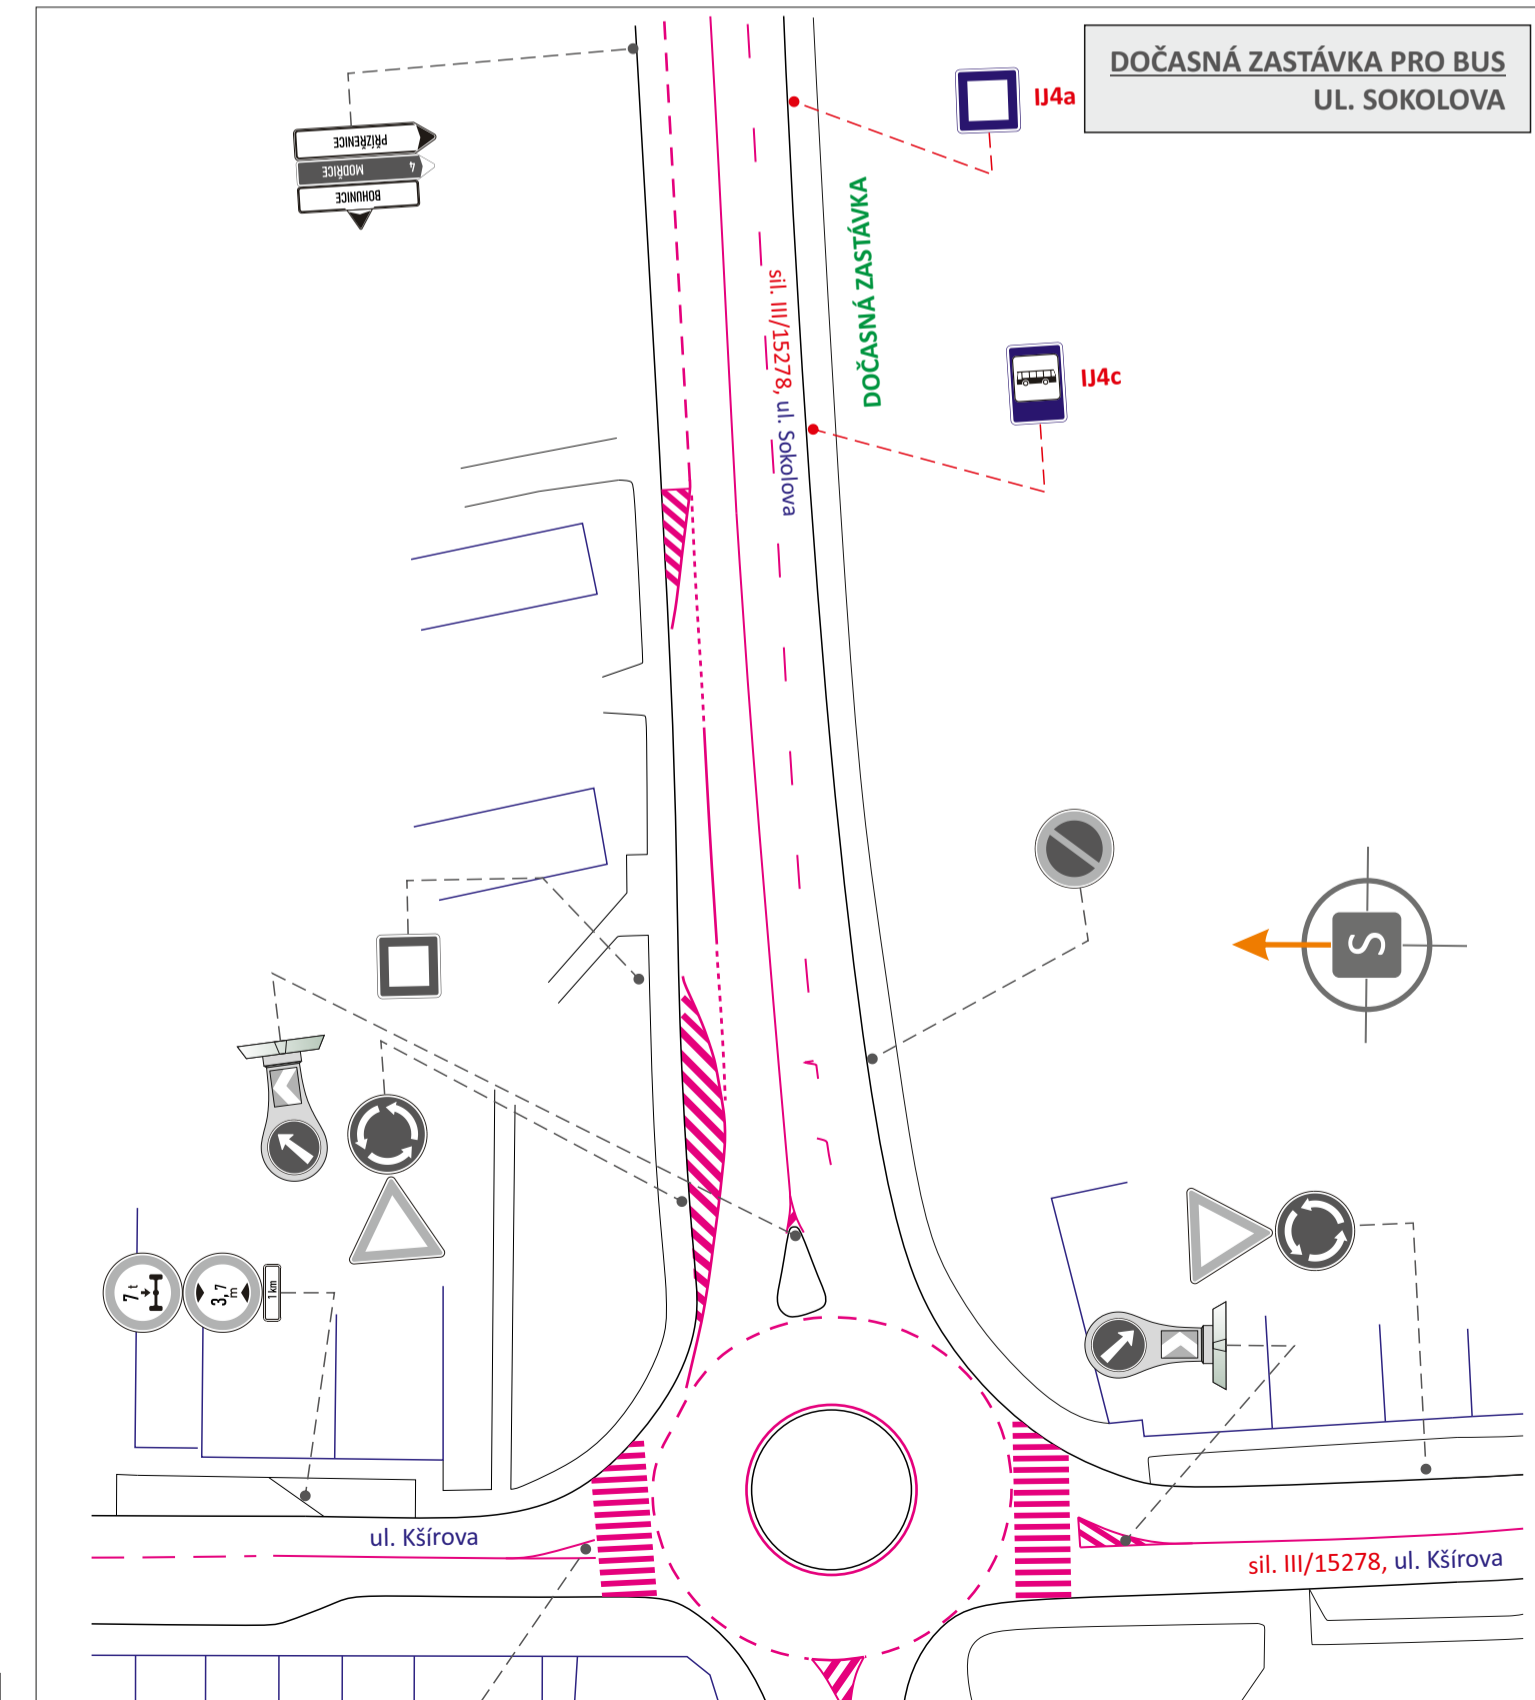 DOČASNÁ ZASTÁVKA PRO BUS
UL. SOKOLOVA
IJ4a
PŘÍZŘENICE
MODŘICE 4
BOHUNICE
DOČASNÁ ZASTÁVKA
sil. III/15278, ul. Sokolova
IJ4c
S
7 t
3,7 m
1 km
ul. Kšírova
sil. III/15278, ul. Kšírova